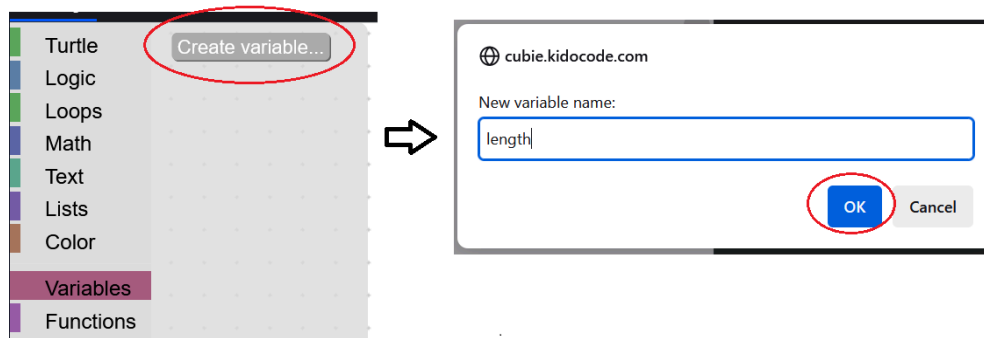 Turtle
Create variable...
Logic
Loops
Math
Text
Lists
Color
Variables
Functions
cubie.kidocode.com
New variable name:
length
OK
Cancel